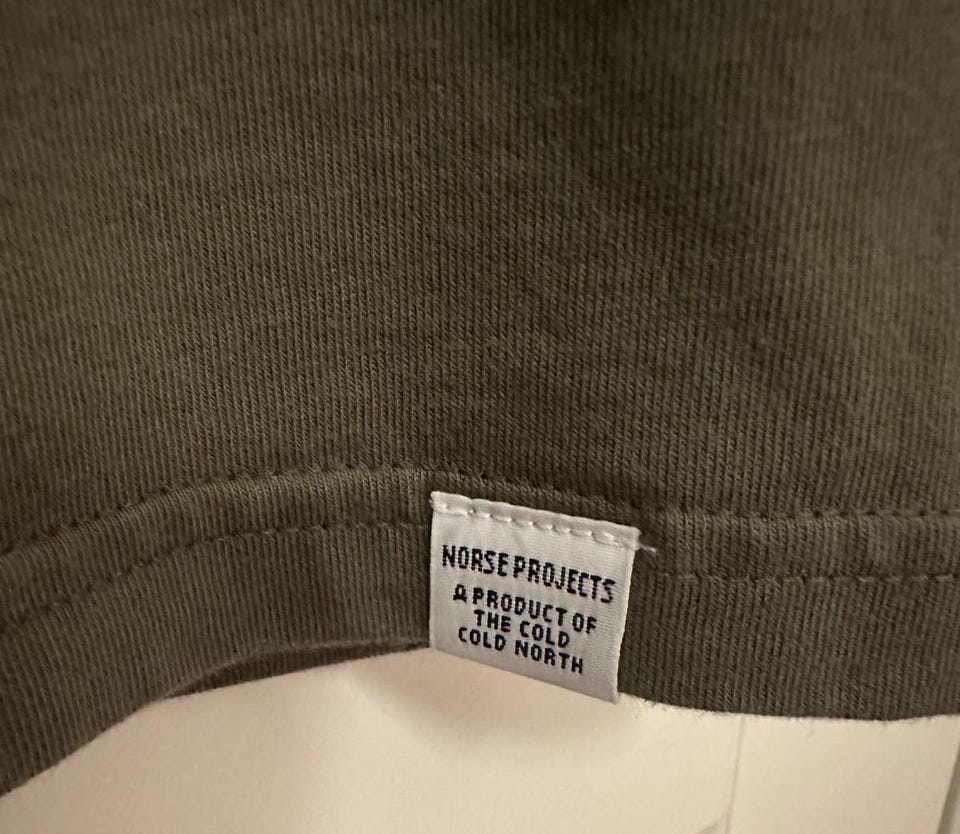 NORSE PROJECTS
A PRODUCT OF
THE COLD
COLD NORTH